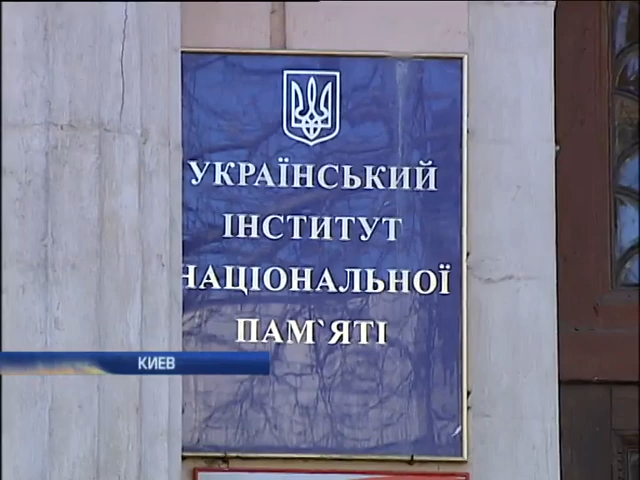 УКРАЇНСЬКИЙ
ІНСТИТУТ
НАЦІОНАЛЬНОЇ
ПАМ`ЯТІ
КИЕВ